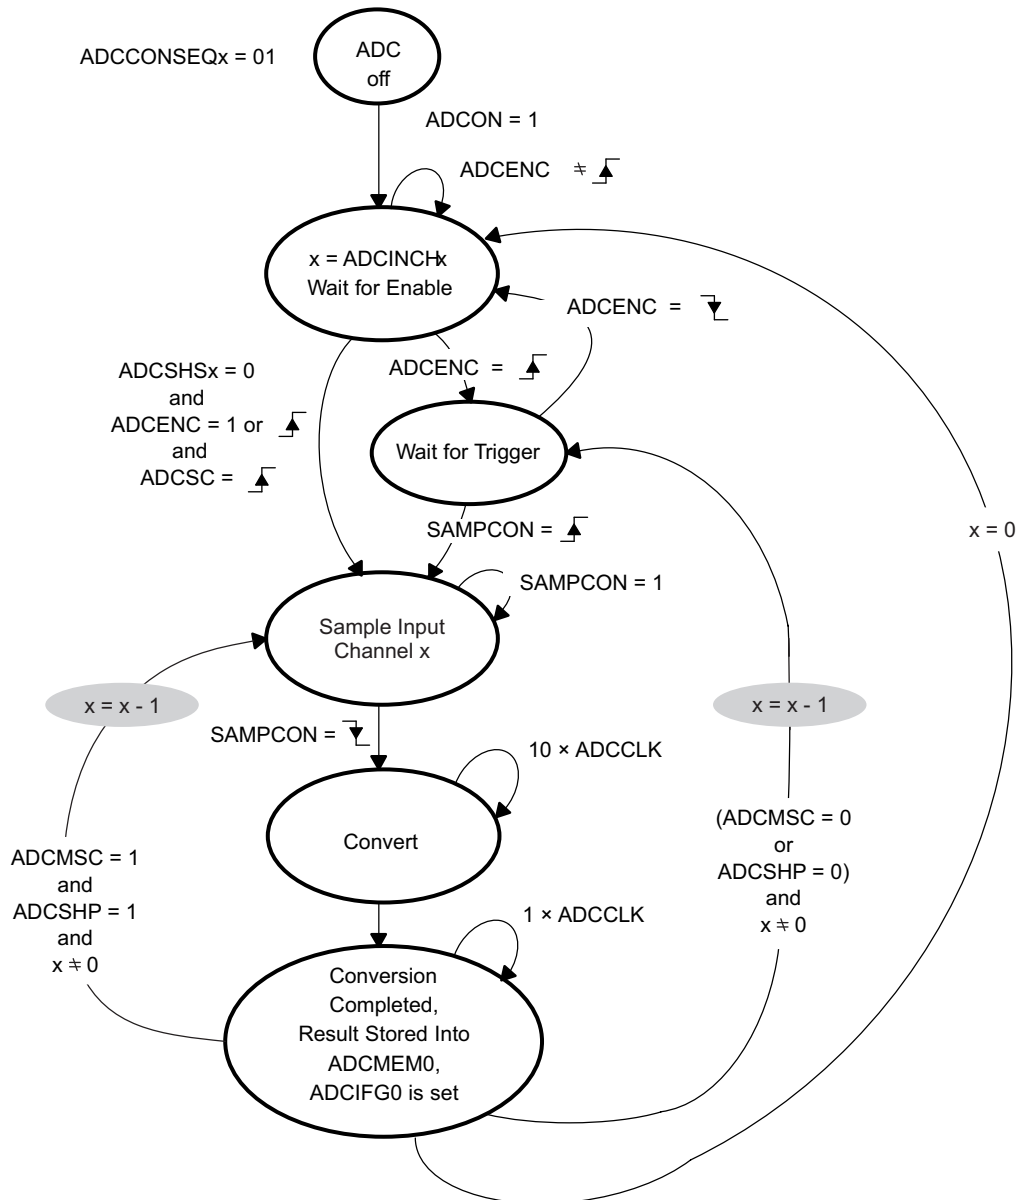 ADCCONSEQx = 01
ADC
off
ADCON = 1
ADCENC ≠
x = ADCINCHx
Wait for Enable
ADCENC =
ADCSHSx = 0
and
ADCENC = 1 or
and
ADCSC =
ADCENC =
Wait for Trigger
SAMPCON =
x = 0
SAMPCON = 1
Sample Input
Channel x
x = x - 1
x = x - 1
SAMPCON =
10 × ADCCLK
Convert
(ADCMSC = 0
or
ADCSHP = 0)
and
x ≠ 0
ADCMSC = 1
and
ADCSHP = 1
and
x ≠ 0
1 × ADCCLK
Conversion
Completed,
Result Stored Into
ADCMEM0,
ADCIFG0 is set